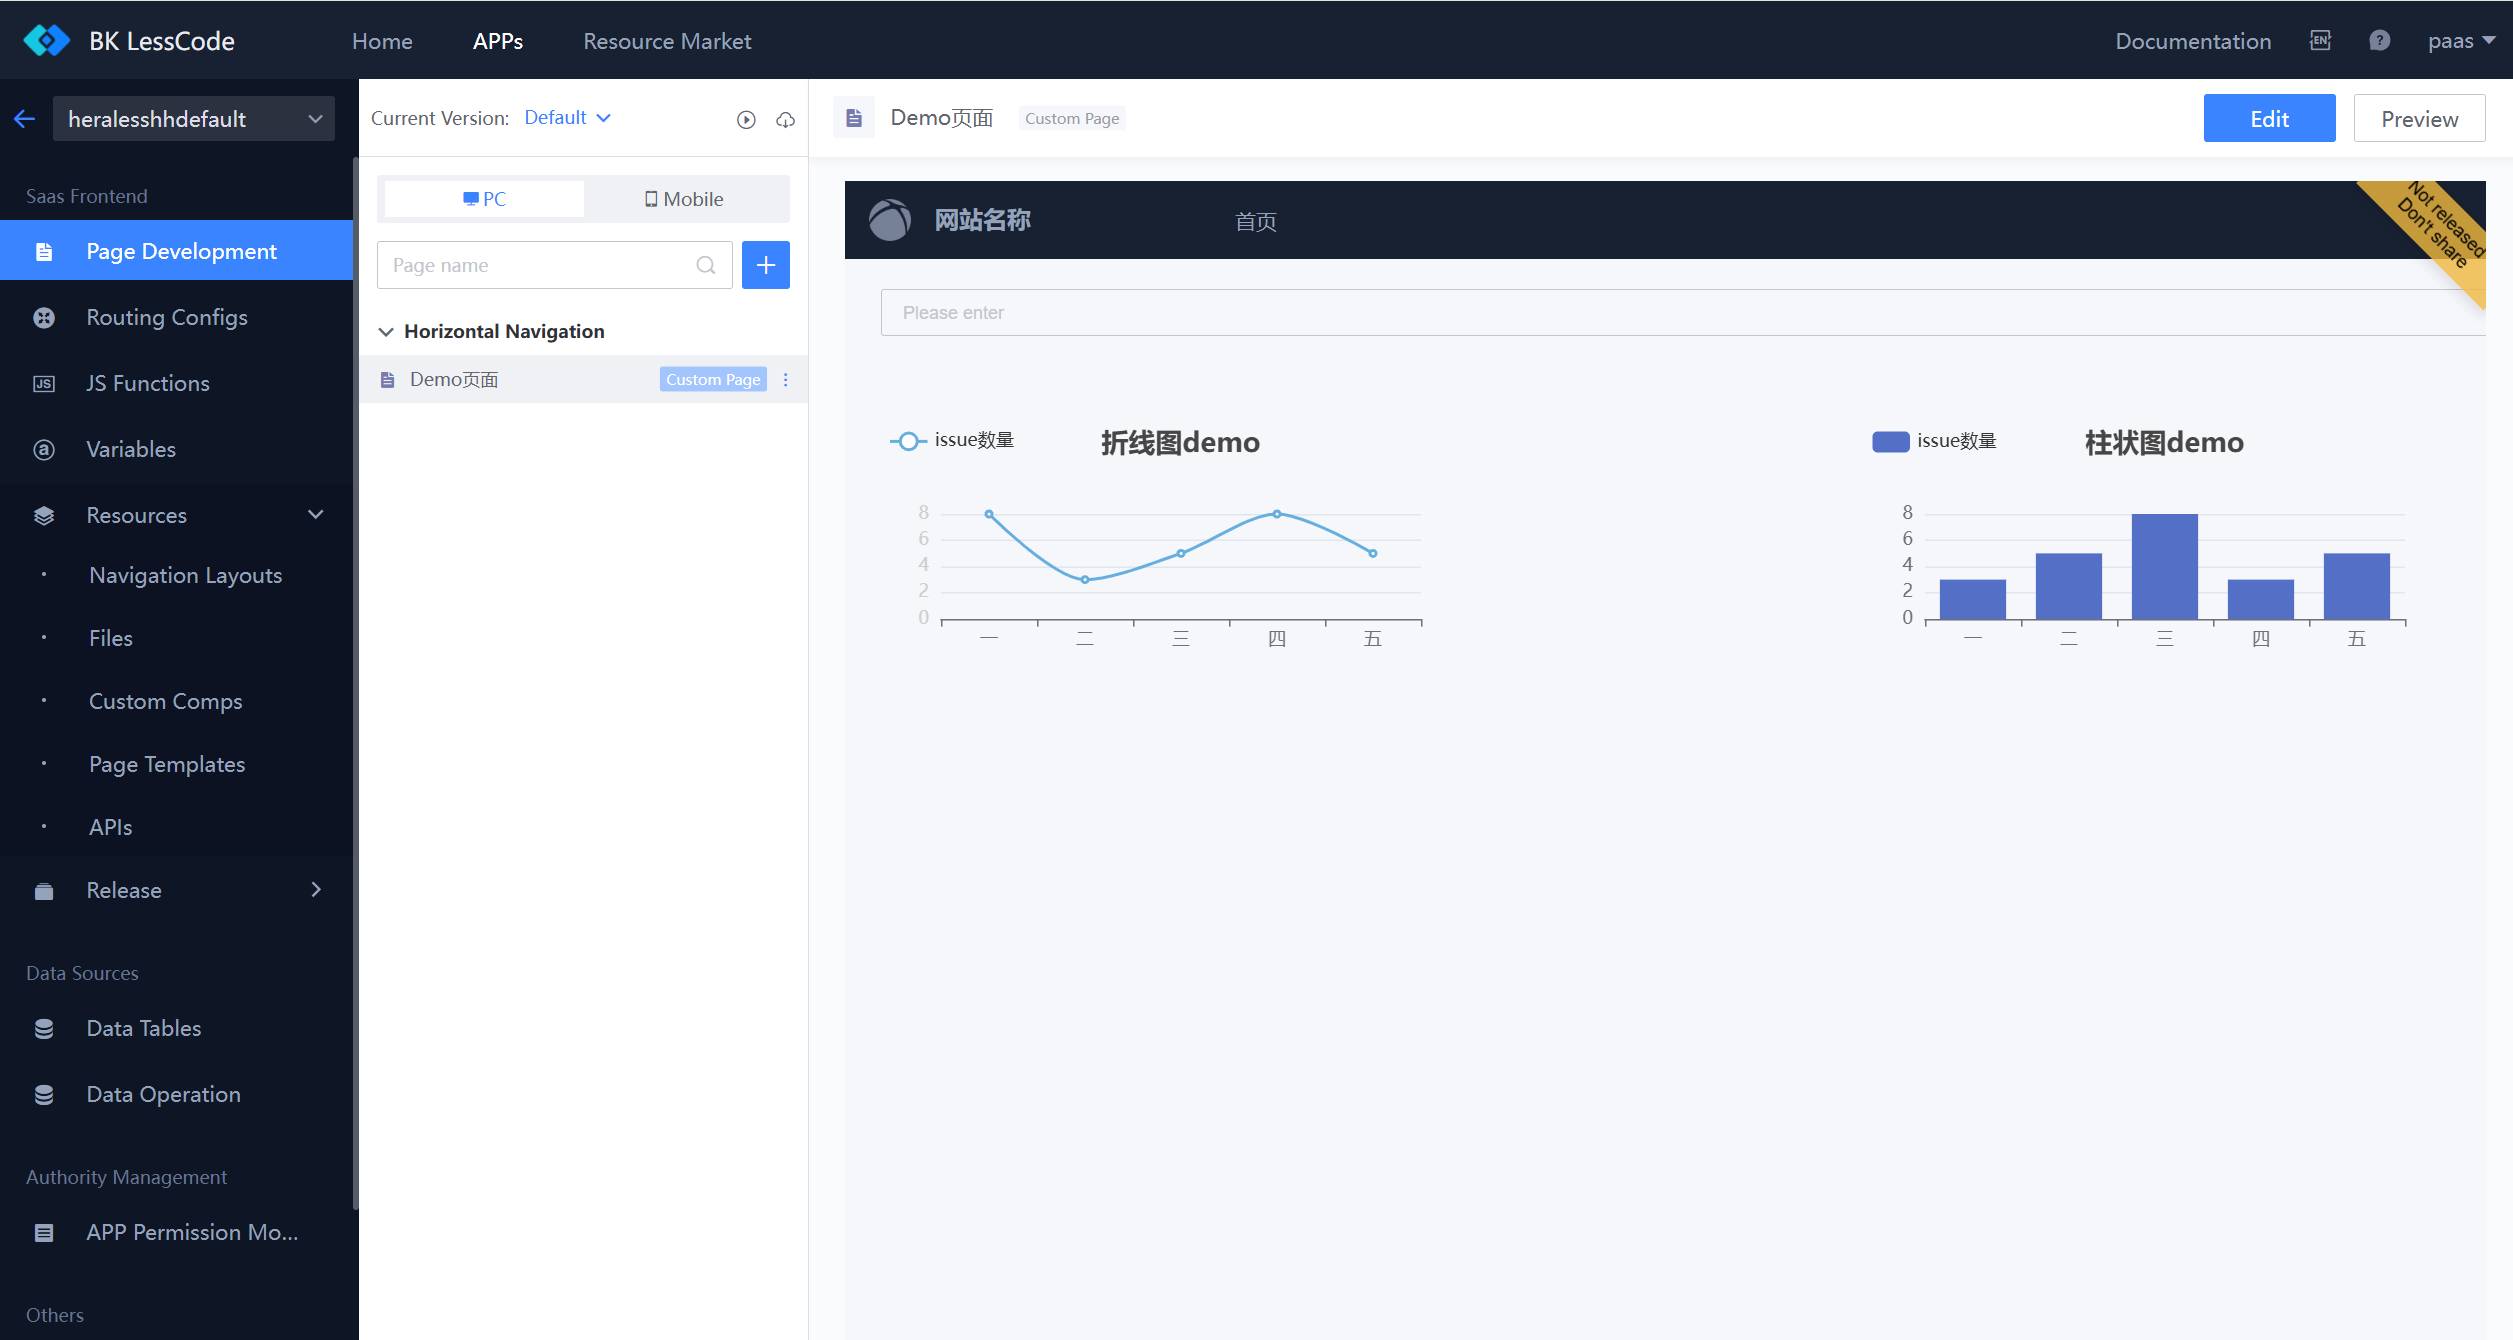 BK LessCode
Home
APPs
Resource Market
Documentation
EN
?
paas
heralesshhdefault
Saas Frontend
Page Development
Routing Configs
JS
JS Functions
a
Variables
Resources
Navigation Layouts
Files
Custom Comps
Page Templates
APIs
Release
Data Sources
Data Tables
Data Operation
Authority Management
APP Permission Mo...
Others
Current Version:
Default
PC
Mobile
Page name
Horizontal Navigation
Demo页面
Custom Page
Demo页面
Custom Page
Edit
Preview
网站名称
首页
Not released
Don't share
Please enter
issue数量
折线图demo
8
6
4
2
0
一
二
三
四
五
issue数量
柱状图demo
8
6
4
2
0
一
二
三
四
五